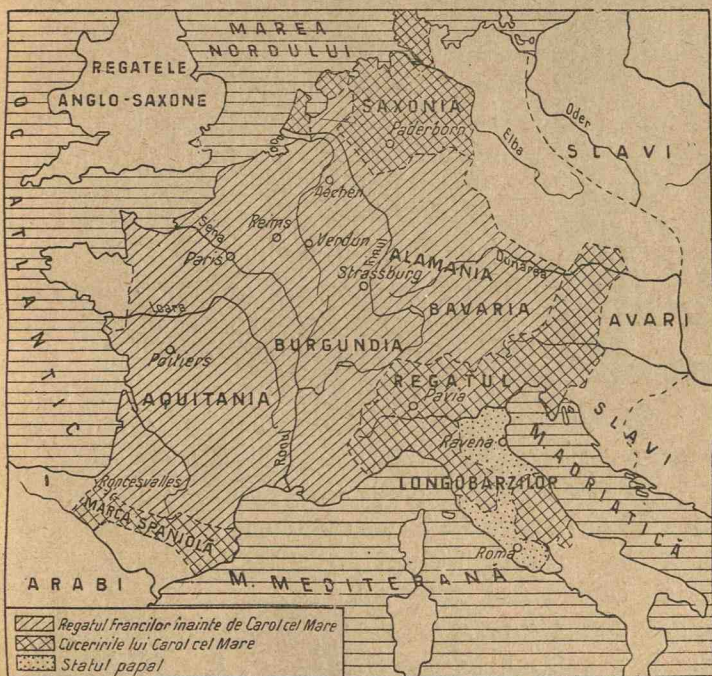 MAREA
NORDULUI
REGATELE
ANGLO-SAXONE
OC. ATLANTIC
SAXONIA
Paderborn
Elba
Oder
SLAVI
Aachen
Reims
Sena
Verdun
Paris
Rinul
Strassburg
ALAMANIA
Dunărea
BAVARIA
AVARI
Loara
BURGUNDIA
Poitiers
AQUITANIA
REGATUL
Pavia
SLAVI
Ronul
Ravena
M. ADRIATICĂ
LONGOBARZILOR
Roncesvalles
MARCA SPANIOLĂ
Roma
ARABI
M. MEDITERANĂ
Regatul Francilor înainte de Carol cel Mare
Cuceririle lui Carol cel Mare
Statul papal